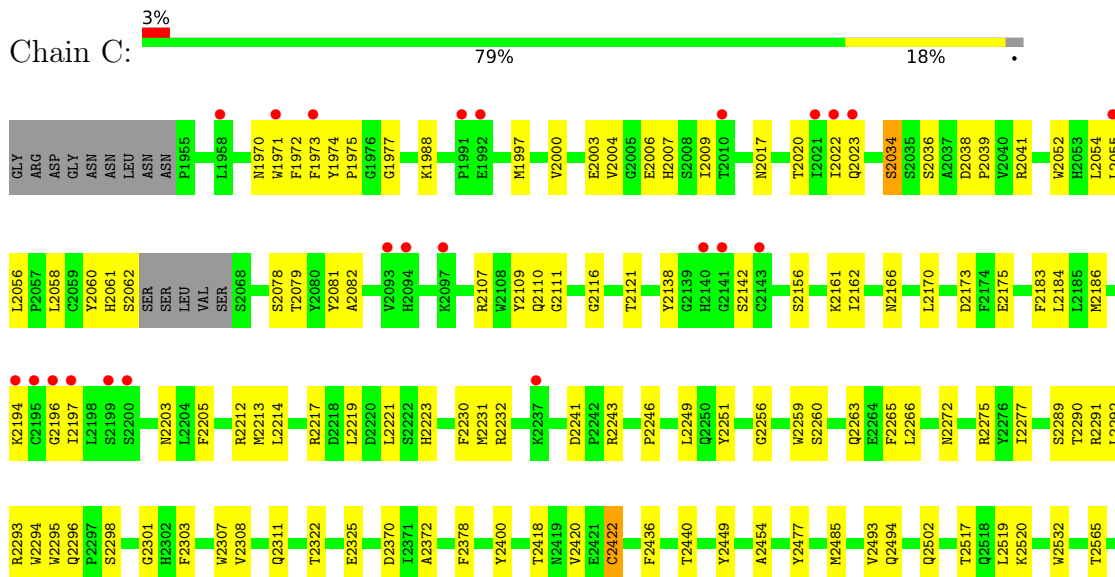 3%
Chain C:
79% 18% •
GLY ARG ASP GLY ASN ASN LEU ASN ASN P1955 L1958 N1970 W1971 F1972 F1973 Y1974 P1975 G1976 G1977 K1988 P1991 E1992 M1997 V2000 E2003 V2004 G2005 E2006 H2007 S2008 I2009 T2010 N2017 T2020 I2021 I2022 Q2023 S2034 S2035 S2036 A2037 D2038 P2039 V2040 R2041 W2052 H2053 L2054 L2055
L2056 P2057 L2058 C2059 Y2060 H2061 S2062 SER SER LEU VAL SER S2068 S2078 T2079 Y2080 Y2081 A2082 V2093 H2094 K2097 R2107 W2108 Y2109 Q2110 G2111 G2116 T2121 Y2138 G2139 H2140 G2141 S2142 C2143 S2156 K2161 I2162 N2166 L2170 D2173 F2174 E2175 F2183 L2184 L2185 M2186
K2194 C2195 G2196 I2197 L2198 S2199 S2200 N2203 L2204 F2205 R2212 M2213 L2214 R2217 D2218 L2219 D2220 L2221 S2222 H2223 F2230 M2231 R2232 K2237 D2241 P2242 R2243 P2246 L2249 Q2250 Y2251 G2256 W2259 S2260 Q2263 E2264 F2265 L2266 N2272 R2275 Y2276 I2277 S2289 T2290 R2291 L2292
R2293 W2294 W2295 Q2296 P2297 S2298 G2301 H2302 F2303 W2307 V2308 Q2311 T2322 E2325 D2370 I2371 A2372 F2378 Y2400 T2418 N2419 V2420 E2421 C2422 F2436 T2440 Y2449 A2454 Y2477 M2485 V2493 Q2494 Q2502 T2517 Q2518 L2519 K2520 W2532 T2565